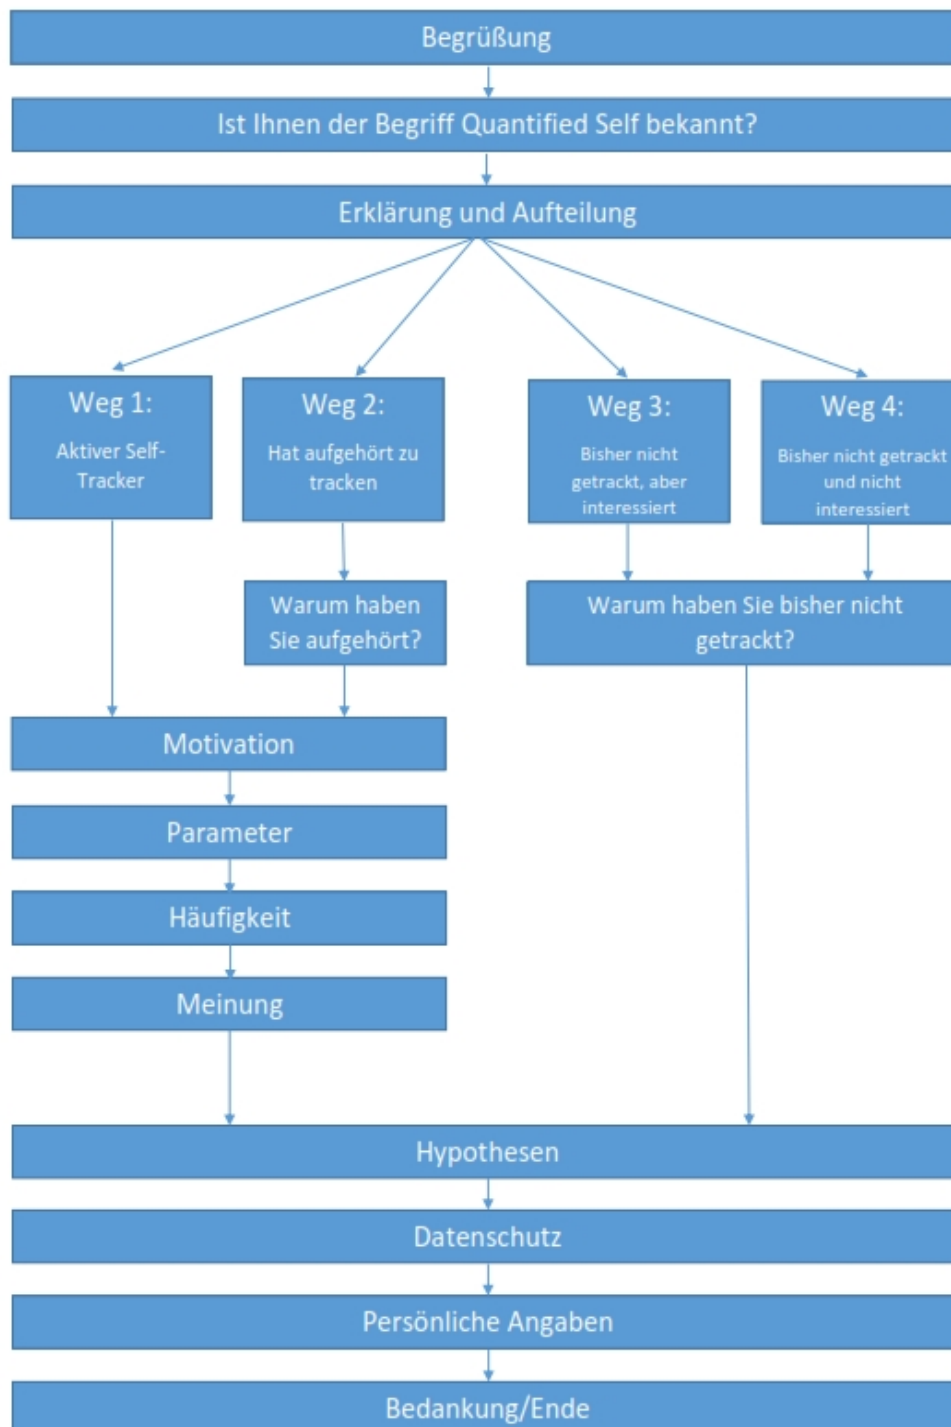 Begrüßung
Ist Ihnen der Begriff Quantified Self bekannt?
Erklärung und Aufteilung
Weg 1:
Aktiver Self-
Tracker
Weg 2:
Hat aufgehört zu
tracken
Weg 3:
Bisher nicht
getrackt, aber
interessiert
Weg 4:
Bisher nicht getrackt
und nicht
interessiert
Warum haben
Sie aufgehört?
Warum haben Sie bisher nicht
getrackt?
Motivation
Parameter
Häufigkeit
Meinung
Hypothesen
Datenschutz
Persönliche Angaben
Bedankung/Ende